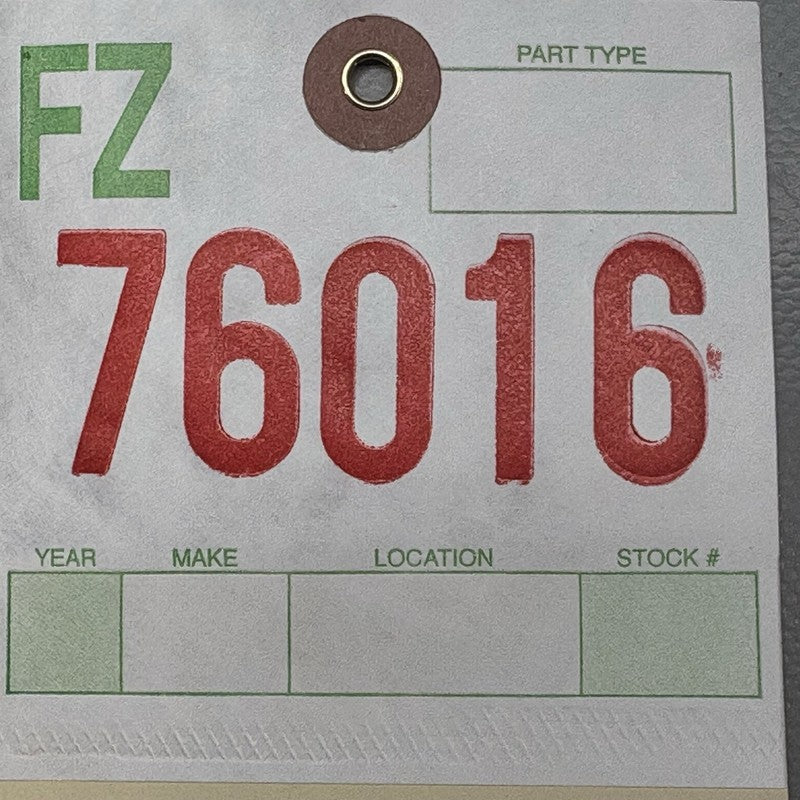 FZ
PART TYPE
76016
YEAR MAKE LOCATION STOCK #